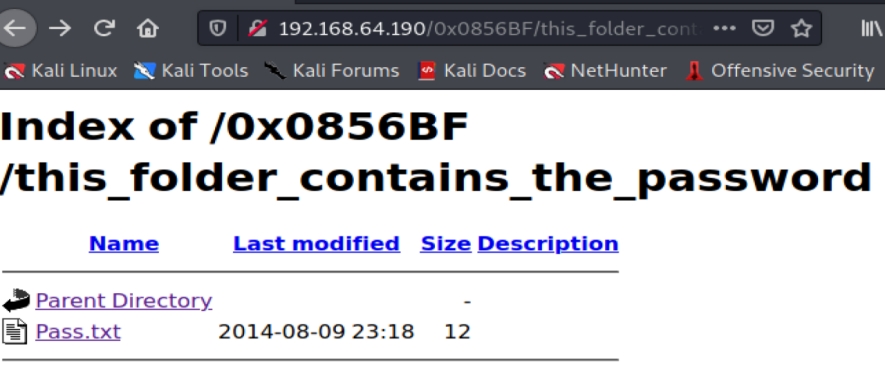 192.168.64.190/0x0856BF/this_folder_cont
Kali Linux Kali Tools Kali Forums Kali Docs NetHunter Offensive Security
Index of /0x0856BF
/this_folder_contains_the_password
Name Last modified Size Description
Parent Directory -
Pass.txt 2014-08-09 23:18 12